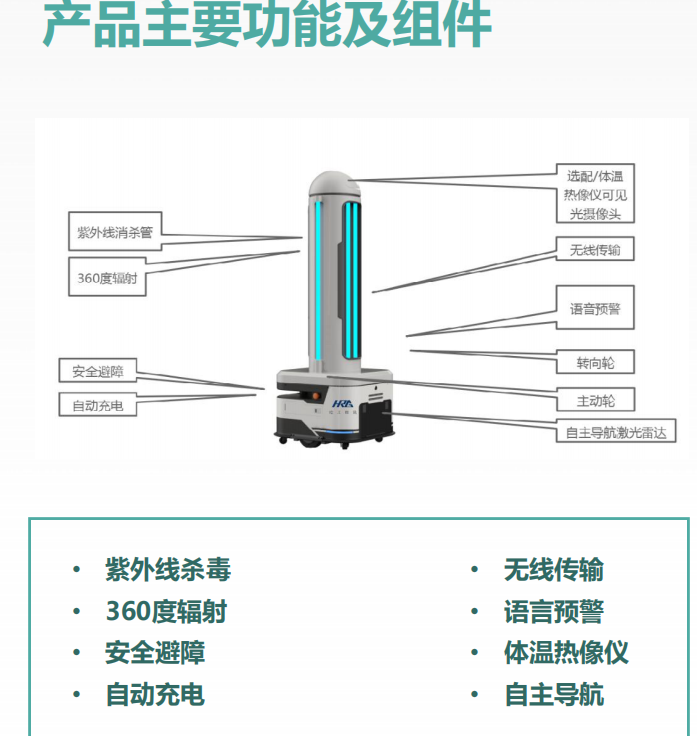 产品主要功能及组件
选配/体温
热像仪可见
光摄像头
紫外线消杀管
无线传输
360度辐射
语音预警
转向轮
安全避障
主动轮
自动充电
自主导航激光雷达
HRA
• 紫外线杀毒
• 360度辐射
• 安全避障
• 自动充电
• 无线传输
• 语言预警
• 体温热像仪
• 自主导航